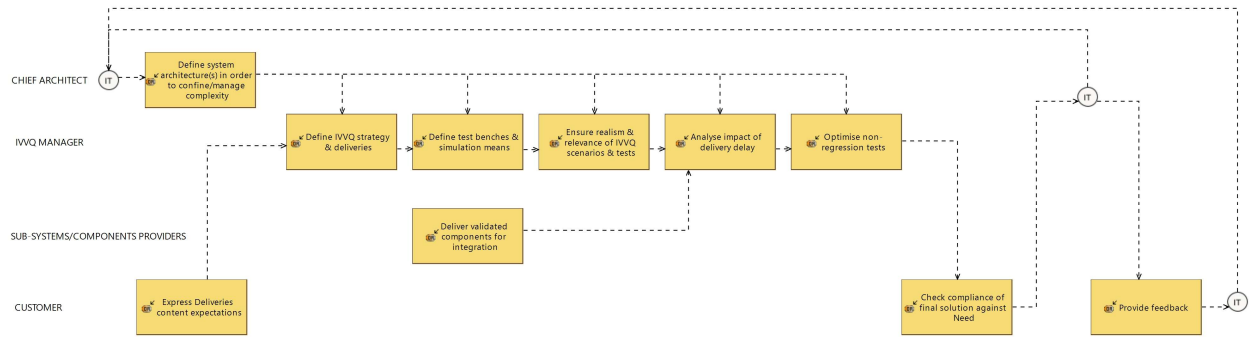 CHIEF ARCHITECT
IT
Define system
architecture(s) in order
to confine/manage
complexity
IT
IVVQ MANAGER
Define IVVQ strategy
& deliveries
Define test benches &
simulation means
Ensure realism &
relevance of IVVQ
scenarios & tests
Analyse impact of
delivery delay
Optimise non-
regression tests
SUB-SYSTEMS/COMPONENTS PROVIDERS
Deliver validated
components for
integration
CUSTOMER
Express Deliveries
content expectations
Check compliance of
final solution against
Need
Provide feedback
IT